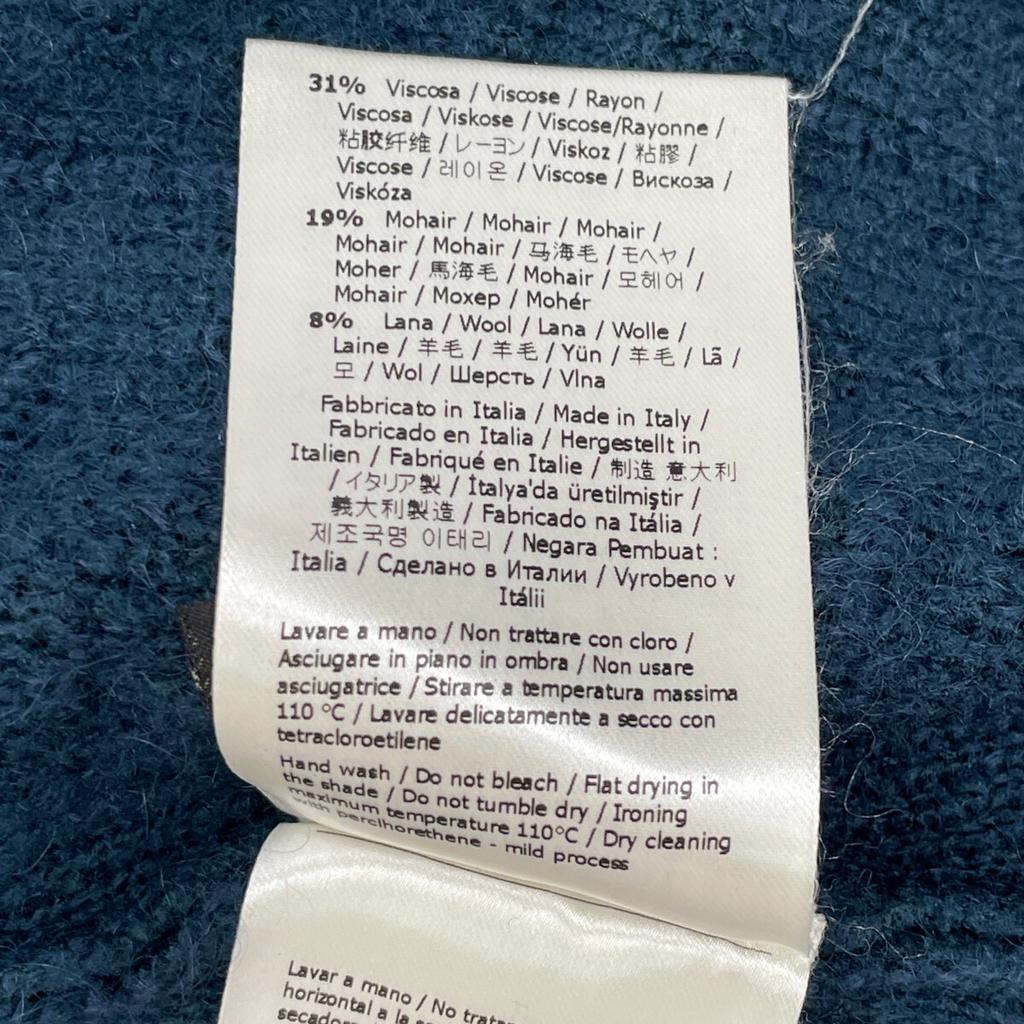 31% Viscosa / Viscose / Rayon /
Viscosa / Viskose / Viscose/Rayonne /
粘胶纤维 / レーヨン / Viskoz / 粘膠 /
Viscose / 레이온 / Viscose / Вискоза /
Viskóza
19% Mohair / Mohair / Mohair /
Mohair / Mohair / 马海毛 / モヘヤ /
Moher / 馬海毛 / Mohair / 모헤어 /
Mohair / Мохер / Mohér
8% Lana / Wool / Lana / Wolle /
Laine / 羊毛 / 羊毛 / Yün / 羊毛 / Lã /
모 / Wol / Шерсть / Vlna
Fabbricato in Italia / Made in Italy /
Fabricado en Italia / Hergestellt in
Italien / Fabriqué en Italie / 制造 意大利
/ イタリア製 / İtalya'da üretilmiştir /
義大利製造 / Fabricado na Itália /
제조국명 이태리 / Negara Pembuat :
Italia / Сделано в Италии / Vyrobeno v
Itálii
Lavare a mano / Non trattare con cloro /
Asciugare in piano in ombra / Non usare
asciugatrice / Stirare a temperatura massima
110 °C / Lavare delicatamente a secco con
tetracloroetilene
Hand wash / Do not bleach / Flat drying in
the shade / Do not tumble dry / Ironing
maximum temperature 110°C / Dry cleaning
with perclhorethene - mild process
Lavar a mano / No
horizontal a la